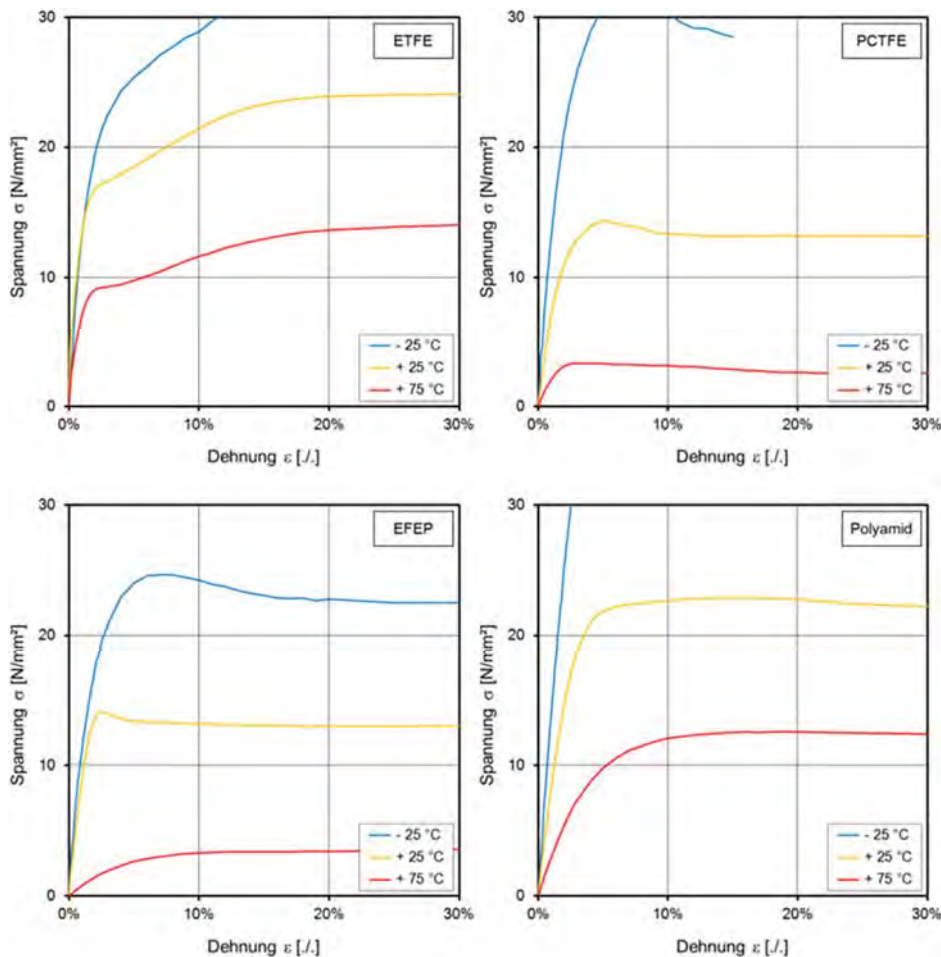 ETFE
Spannung σ [N/mm²]
30
20
10
0
0%
10%
20%
30%
Dehnung ε [./.]
- 25 °C
+ 25 °C
+ 75 °C
PCTFE
Spannung σ [N/mm²]
30
20
10
0
0%
10%
20%
30%
Dehnung ε [./.]
- 25 °C
+ 25 °C
+ 75 °C
EFEP
Spannung σ [N/mm²]
30
20
10
0
0%
10%
20%
30%
Dehnung ε [./.]
- 25 °C
+ 25 °C
+ 75 °C
Polyamid
Spannung σ [N/mm²]
30
20
10
0
0%
10%
20%
30%
Dehnung ε [./.]
- 25 °C
+ 25 °C
+ 75 °C